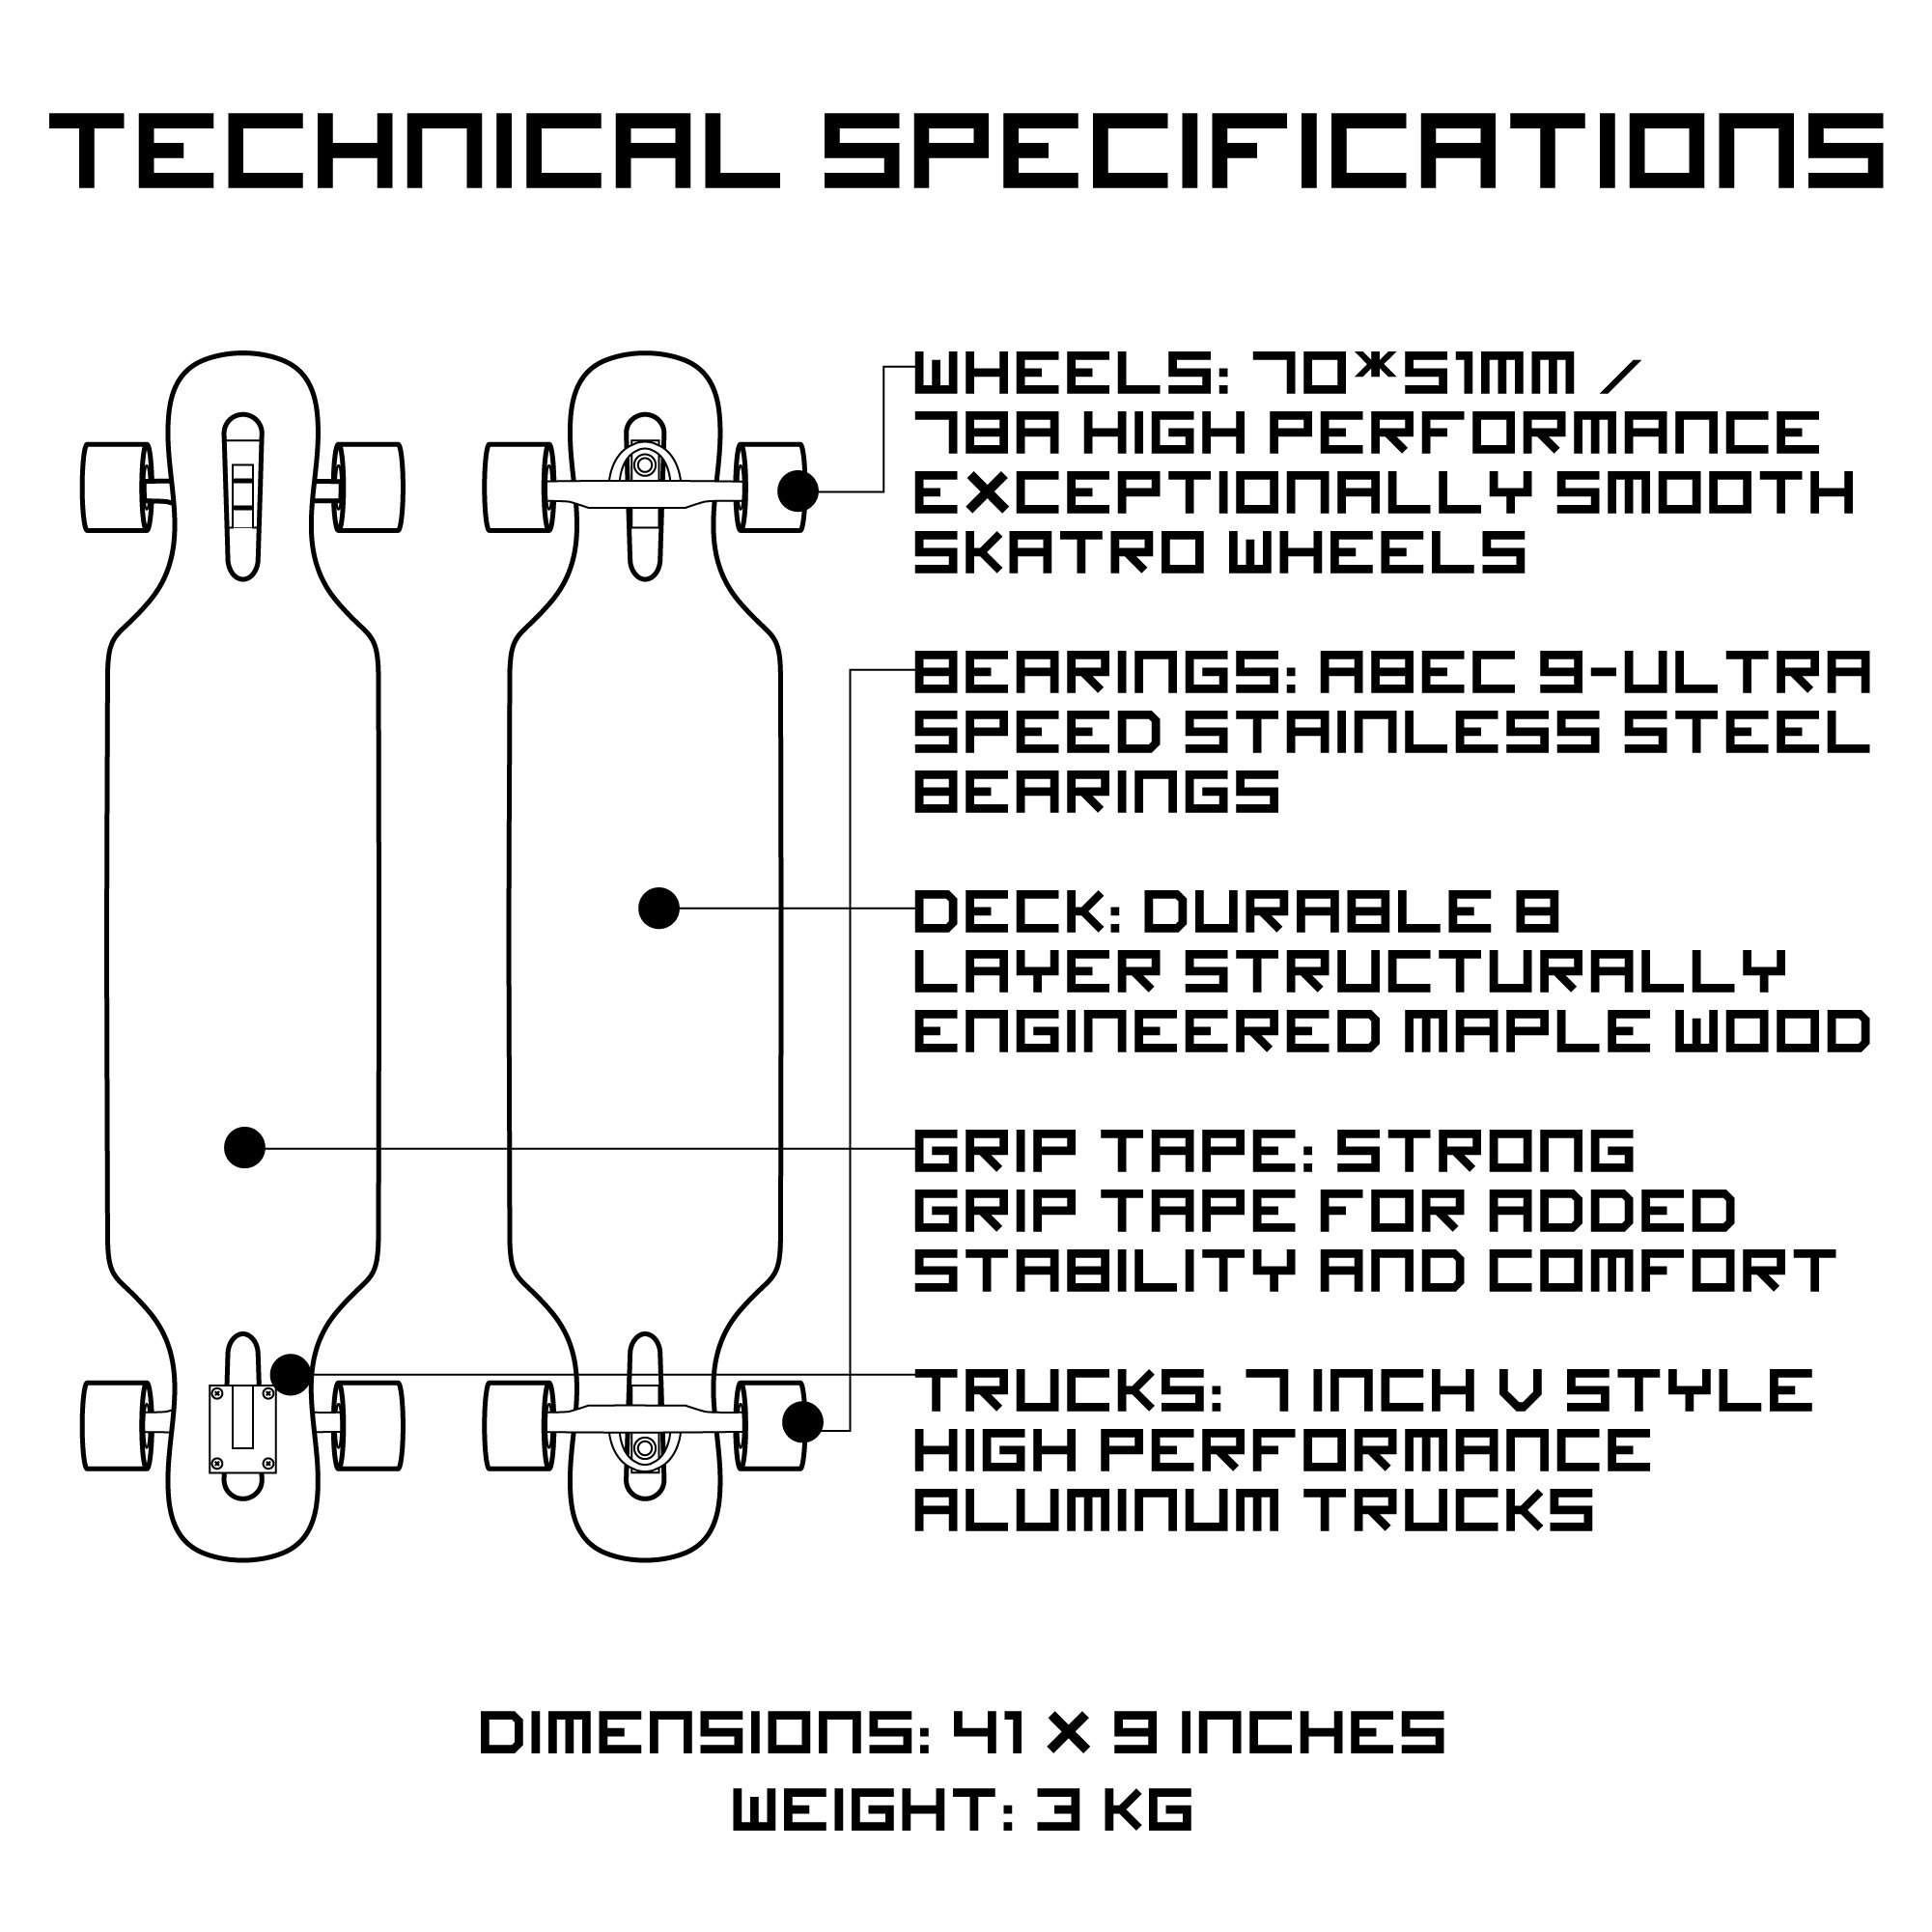 TECHNICAL SPECIFICATIONS
WHEELS: 70*51MM /
78A HIGH PERFORMANCE
EXCEPTIONALLY SMOOTH
SKATRO WHEELS
BEARINGS: ABEC 9-ULTRA
SPEED STAINLESS STEEL
BEARINGS
DECK: DURABLE 8
LAYER STRUCTURALLY
ENGINEERED MAPLE WOOD
GRIP TAPE: STRONG
GRIP TAPE FOR ADDED
STABILITY AND COMFORT
TRUCKS: 7 INCH V STYLE
HIGH PERFORMANCE
ALUMINUM TRUCKS
DIMENSIONS: 41 X 9 INCHES
WEIGHT: 3 KG